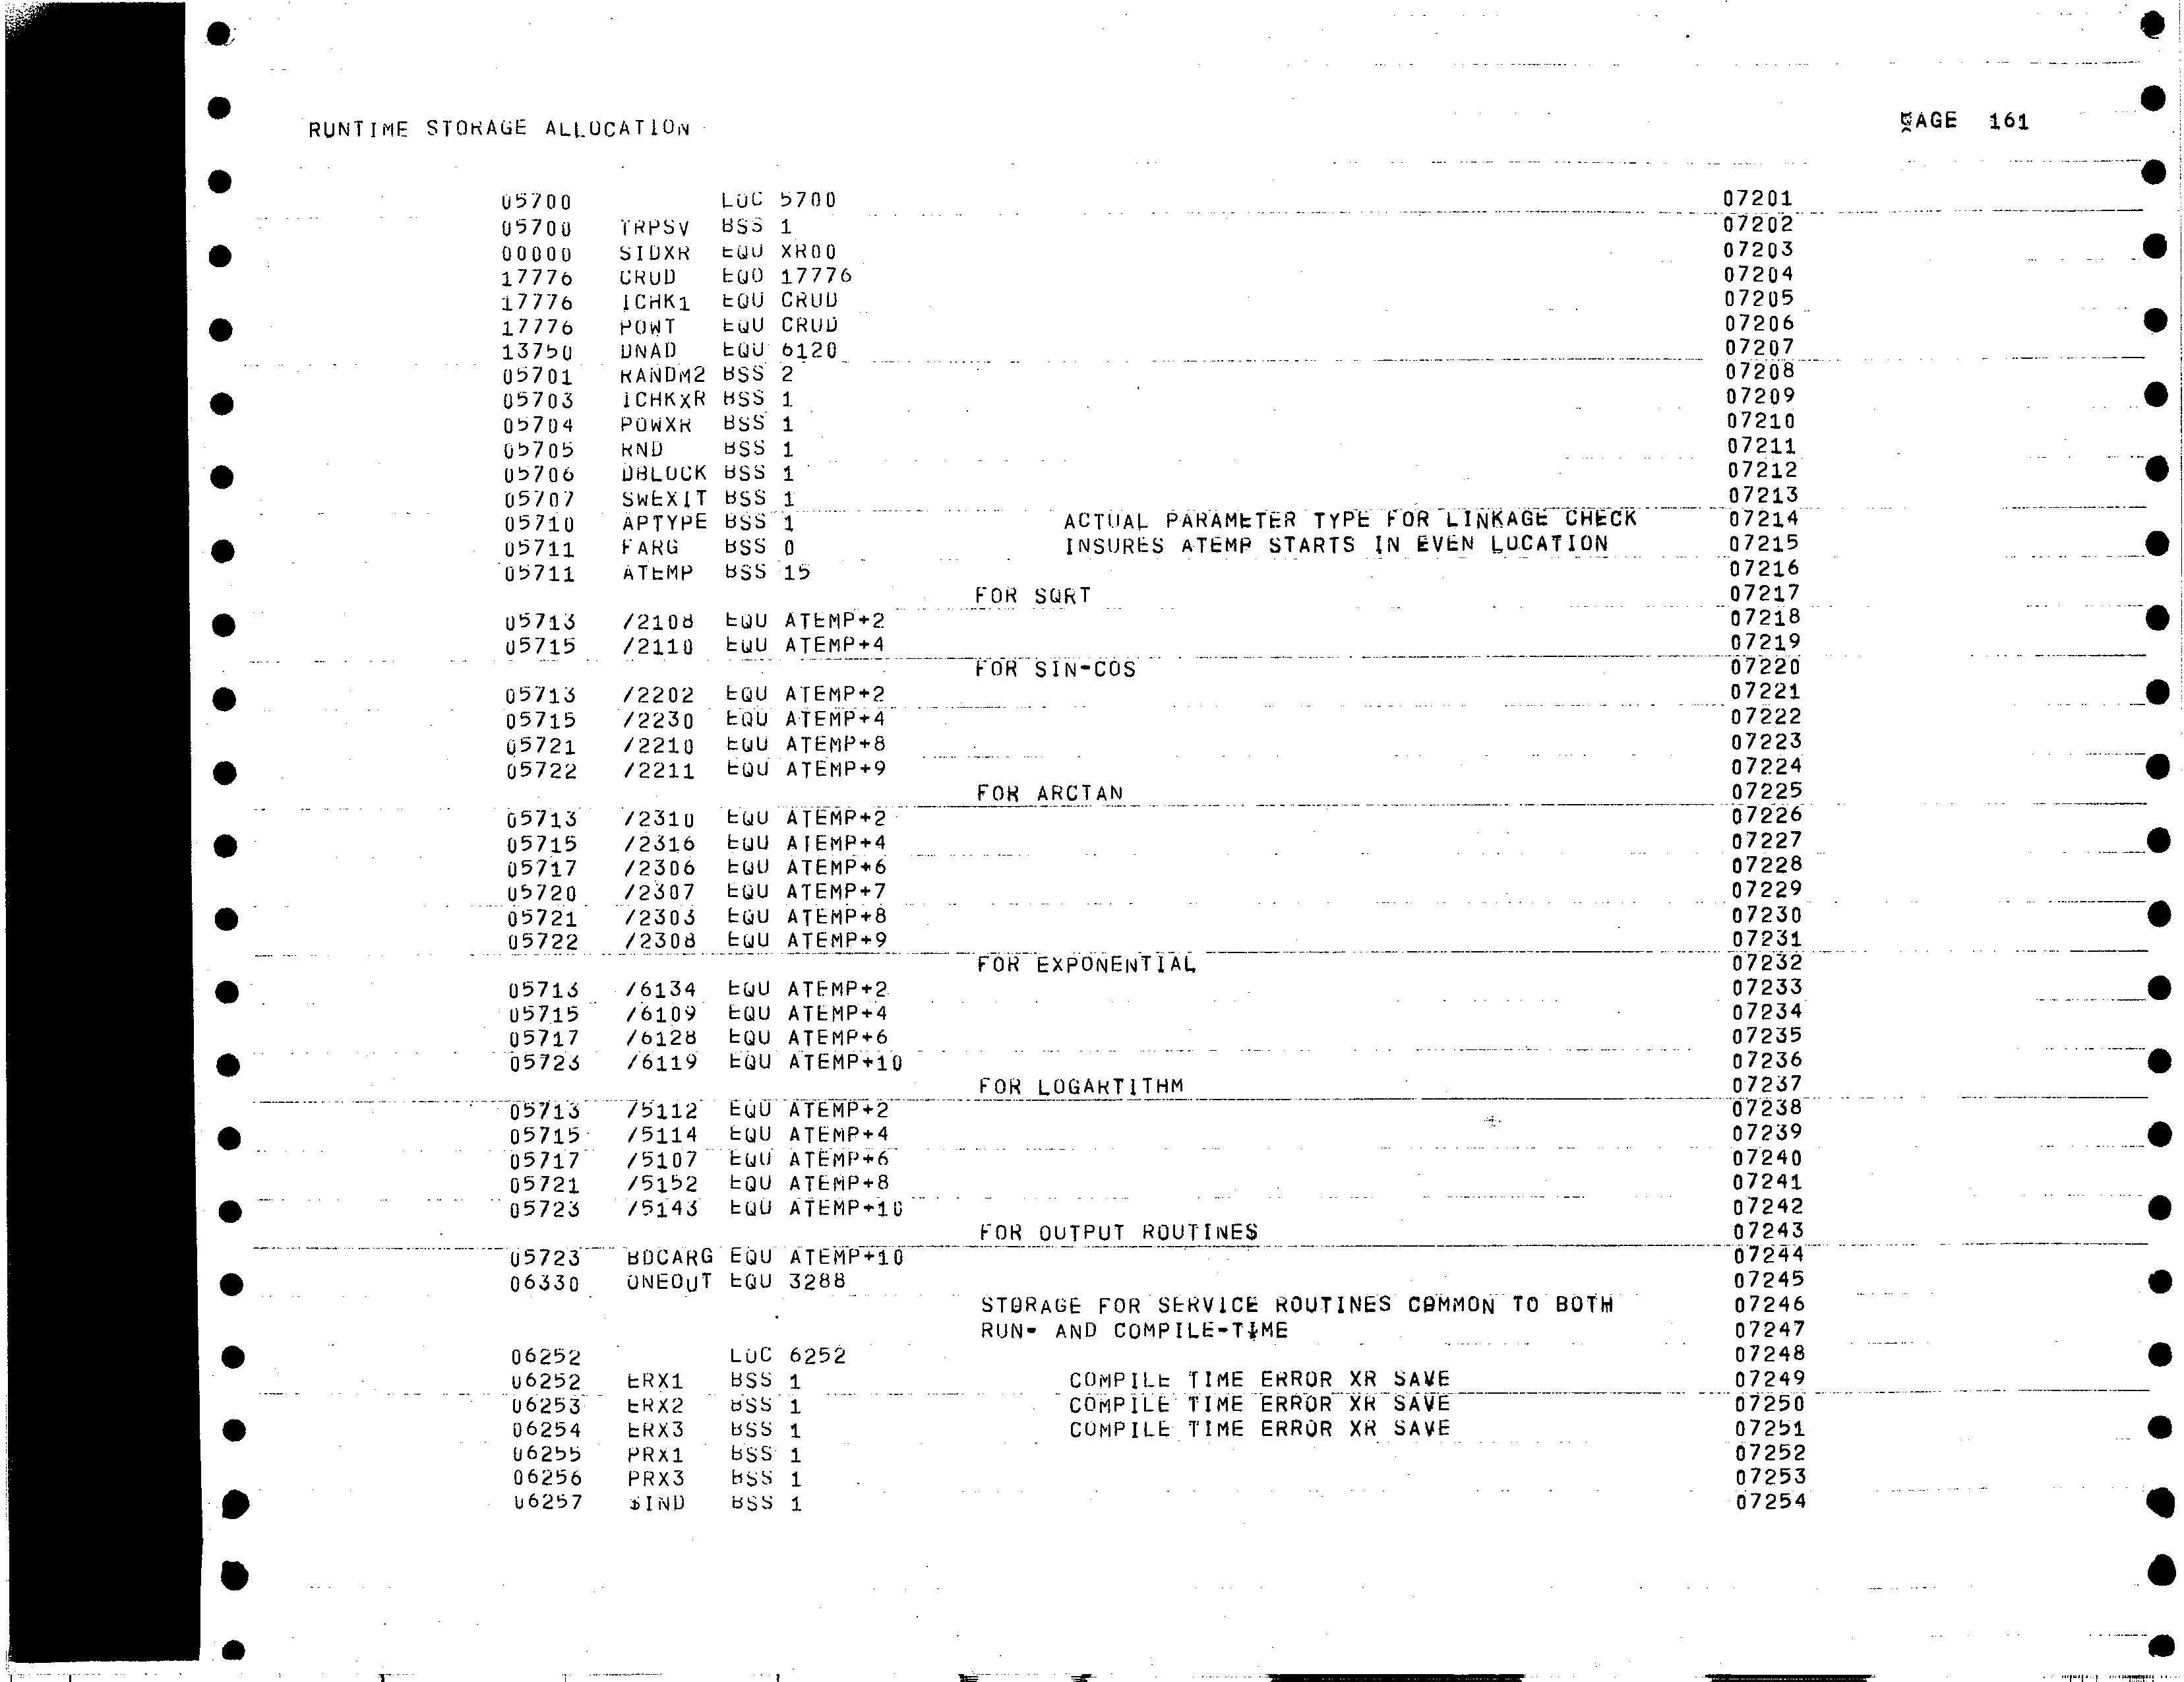 RUNTIME STORAGE ALLOCATION PAGE 161
05700 LOC 5700 07201
05700 TRPSV BSS 1 07202
00000 SIDXR EQU XR00 07203
17776 CRUD EQO 17776 07204
17776 ICHK1 EQU CRUD 07205
17776 POWT EQU CRUD 07206
13750 DNAD EQU 6120 07207
05701 RANDM2 BSS 2 07208
05703 ICHKXR BSS 1 07209
05704 POWXR BSS 1 07210
05705 RND BSS 1 07211
05706 DBLOCK BSS 1 07212
05707 SWEXIT BSS 1 07213
05710 APTYPE BSS 1 ACTUAL PARAMETER TYPE FOR LINKAGE CHECK 07214
05711 FARG BSS 0 INSURES ATEMP STARTS IN EVEN LOCATION 07215
05711 ATEMP BSS 15 07216
FOR SQRT 07217
05713 /2108 EQU ATEMP+2 07218
05715 /2110 EQU ATEMP+4 07219
FOR SIN-COS 07220
05713 /2202 EQU ATEMP+2 07221
05715 /2230 EQU ATEMP+4 07222
05721 /2210 EQU ATEMP+8 07223
05722 /2211 EQU ATEMP+9 07224
FOR ARCTAN 07225
05713 /2310 EQU ATEMP+2 07226
05715 /2316 EQU ATEMP+4 07227
05717 /2306 EQU ATEMP+6 07228
05720 /2307 EQU ATEMP+7 07229
05721 /2303 EQU ATEMP+8 07230
05722 /2308 EQU ATEMP+9 07231
FOR EXPONENTIAL 07232
05713 /6134 EQU ATEMP+2 07233
05715 /6109 EQU ATEMP+4 07234
05717 /6128 EQU ATEMP+6 07235
05723 /6119 EQU ATEMP+10 07236
FOR LOGARTITHM 07237
05713 /5112 EQU ATEMP+2 07238
05715 /5114 EQU ATEMP+4 07239
05717 /5107 EQU ATEMP+6 07240
05721 /5152 EQU ATEMP+8 07241
05723 /5143 EQU ATEMP+10 07242
FOR OUTPUT ROUTINES 07243
05723 BDCARG EQU ATEMP+10 07244
06330 ONEOUT EQU 3288 07245
STORAGE FOR SERVICE ROUTINES COMMON TO BOTH 07246
RUN- AND COMPILE-TIME 07247
06252 LOC 6252 07248
06252 ERX1 BSS 1 COMPILE TIME ERROR XR SAVE 07249
06253 ERX2 BSS 1 COMPILE TIME ERROR XR SAVE 07250
06254 ERX3 BSS 1 COMPILE TIME ERROR XR SAVE 07251
06255 PRX1 BSS 1 07252
06256 PRX3 BSS 1 07253
06257 $IND BSS 1 07254